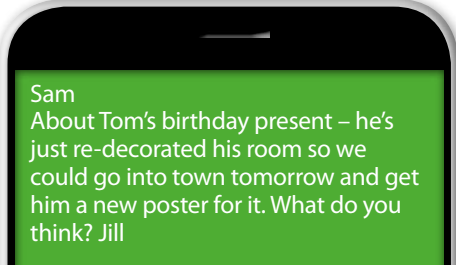 Sam
About Tom's birthday present – he's
just re-decorated his room so we
could go into town tomorrow and get
him a new poster for it. What do you
think? Jill